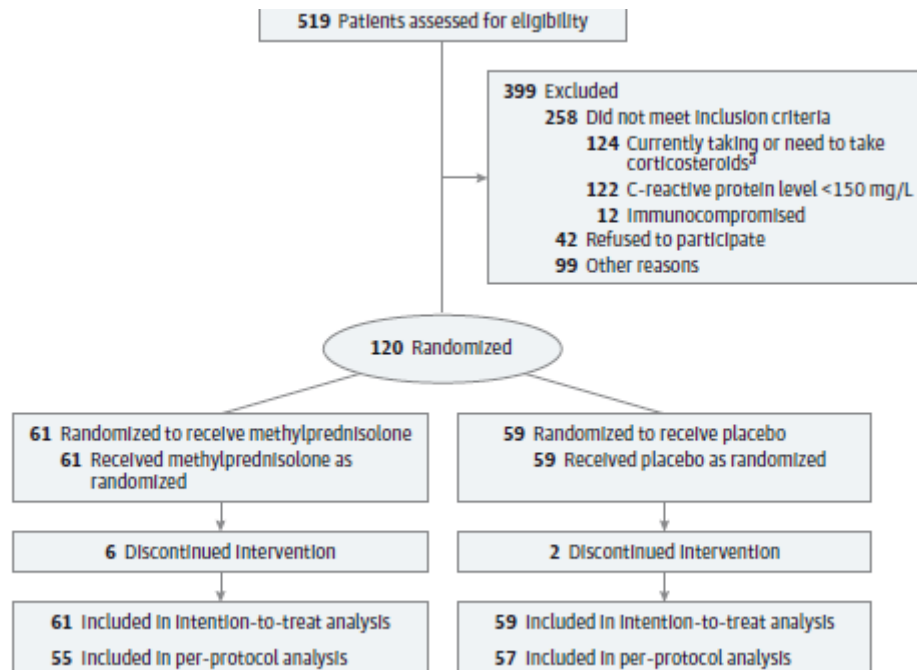 519 Patients assessed for eligibility
399 Excluded
258 Did not meet inclusion criteria
124 Currently taking or need to take
corticosteroidsa
122 C-reactive protein level <150 mg/L
12 Immunocompromised
42 Refused to participate
99 Other reasons
120 Randomized
61 Randomized to receive methylprednisolone
61 Received methylprednisolone as
randomized
59 Randomized to receive placebo
59 Received placebo as randomized
6 Discontinued intervention
2 Discontinued intervention
61 Included in intention-to-treat analysis
55 Included in per-protocol analysis
59 Included in intention-to-treat analysis
57 Included in per-protocol analysis